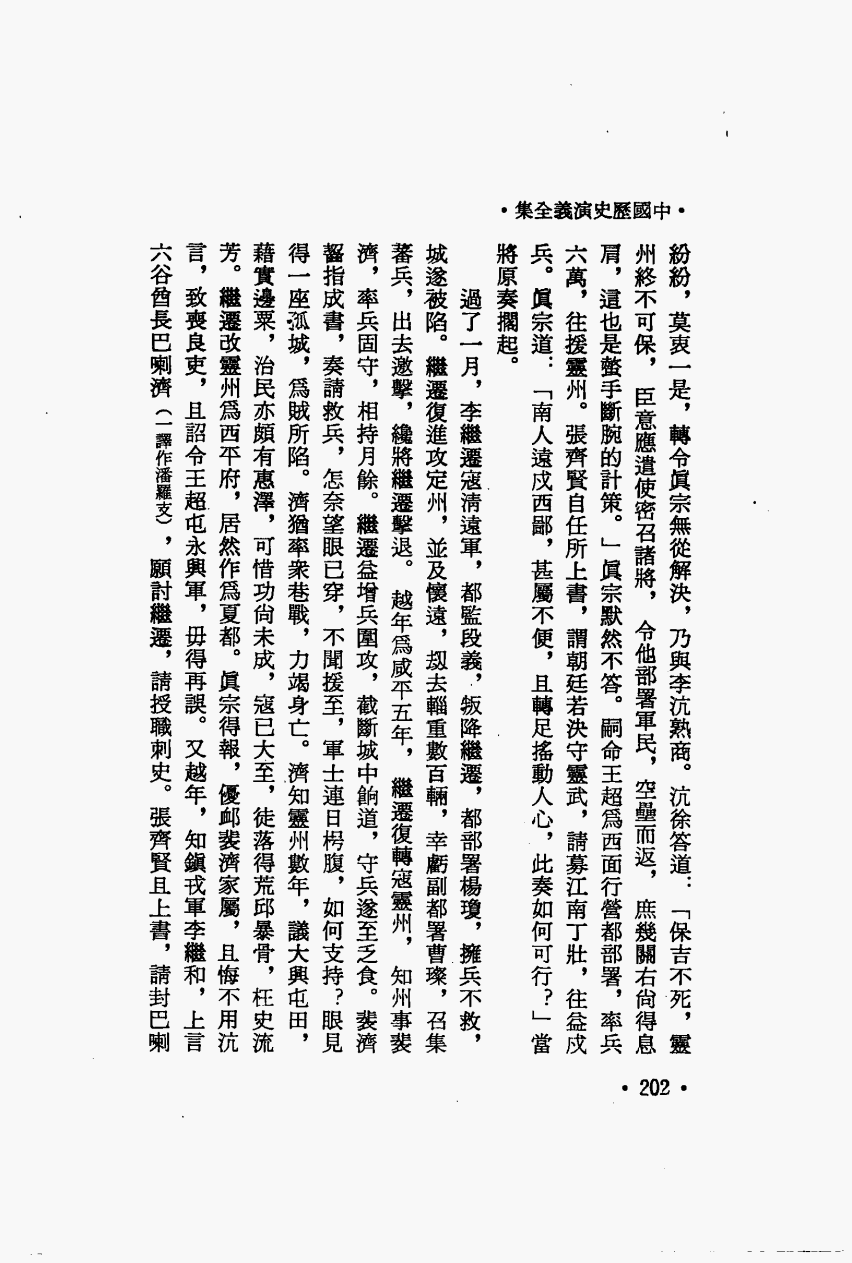 •中國歷史演義全集•
紛紛，莫衷一是，轉令眞宗無從解決，乃與李沆熟商。沆徐答道：「保吉不死，靈
州終不可保，臣意應遣使密召諸將，令他部署軍民，空壘而返，庶幾關右尙得息
肩，這也是螫手斷腕的計策。」眞宗默然不答。嗣命王超爲西面行營都部署，率兵
六萬，往援靈州。張齊賢自任所上書，謂朝廷若決守靈武，請募江南丁壯，往益戍
兵。眞宗道：「南人遠戍西鄙，甚屬不便，且轉足搖動人心，此奏如何可行？」當
將原奏擱起。
過了一月，李繼遷寇淸遠軍，都監段義，叛降繼遷，都部署楊瓊，擁兵不救，
城遂被陷。繼遷復進攻定州，並及懷遠，刼去輜重數百輛，幸虧副都署曹璨，召集
蕃兵，出去邀擊，纔將繼遷擊退。越年爲咸平五年，繼遷復轉寇靈州，知州事裴
濟，率兵固守，相持月餘。繼遷益增兵圍攻，截斷城中餉道，守兵遂至乏食。裴濟
齧指成書，奏請救兵，怎奈望眼已穿，不聞援至，軍士連日枵腹，如何支持？眼見
得一座孤城，爲賊所陷。濟猶率衆巷戰，力竭身亡。濟知靈州數年，議大興屯田，
藉實邊粟，治民亦頗有惠澤，可惜功尙未成，寇已大至，徒落得荒邱暴骨，枉史流
芳。繼遷改靈州爲西平府，居然作爲夏都。眞宗得報，優卹裴濟家屬，且悔不用沆
言，致喪良吏，且詔令王超屯永興軍，毋得再誤。又越年，知鎭戎軍李繼和，上言
六谷酋長巴喇濟（一譯作潘羅支），願討繼遷，請授職刺史。張齊賢且上書，請封巴喇
•202•